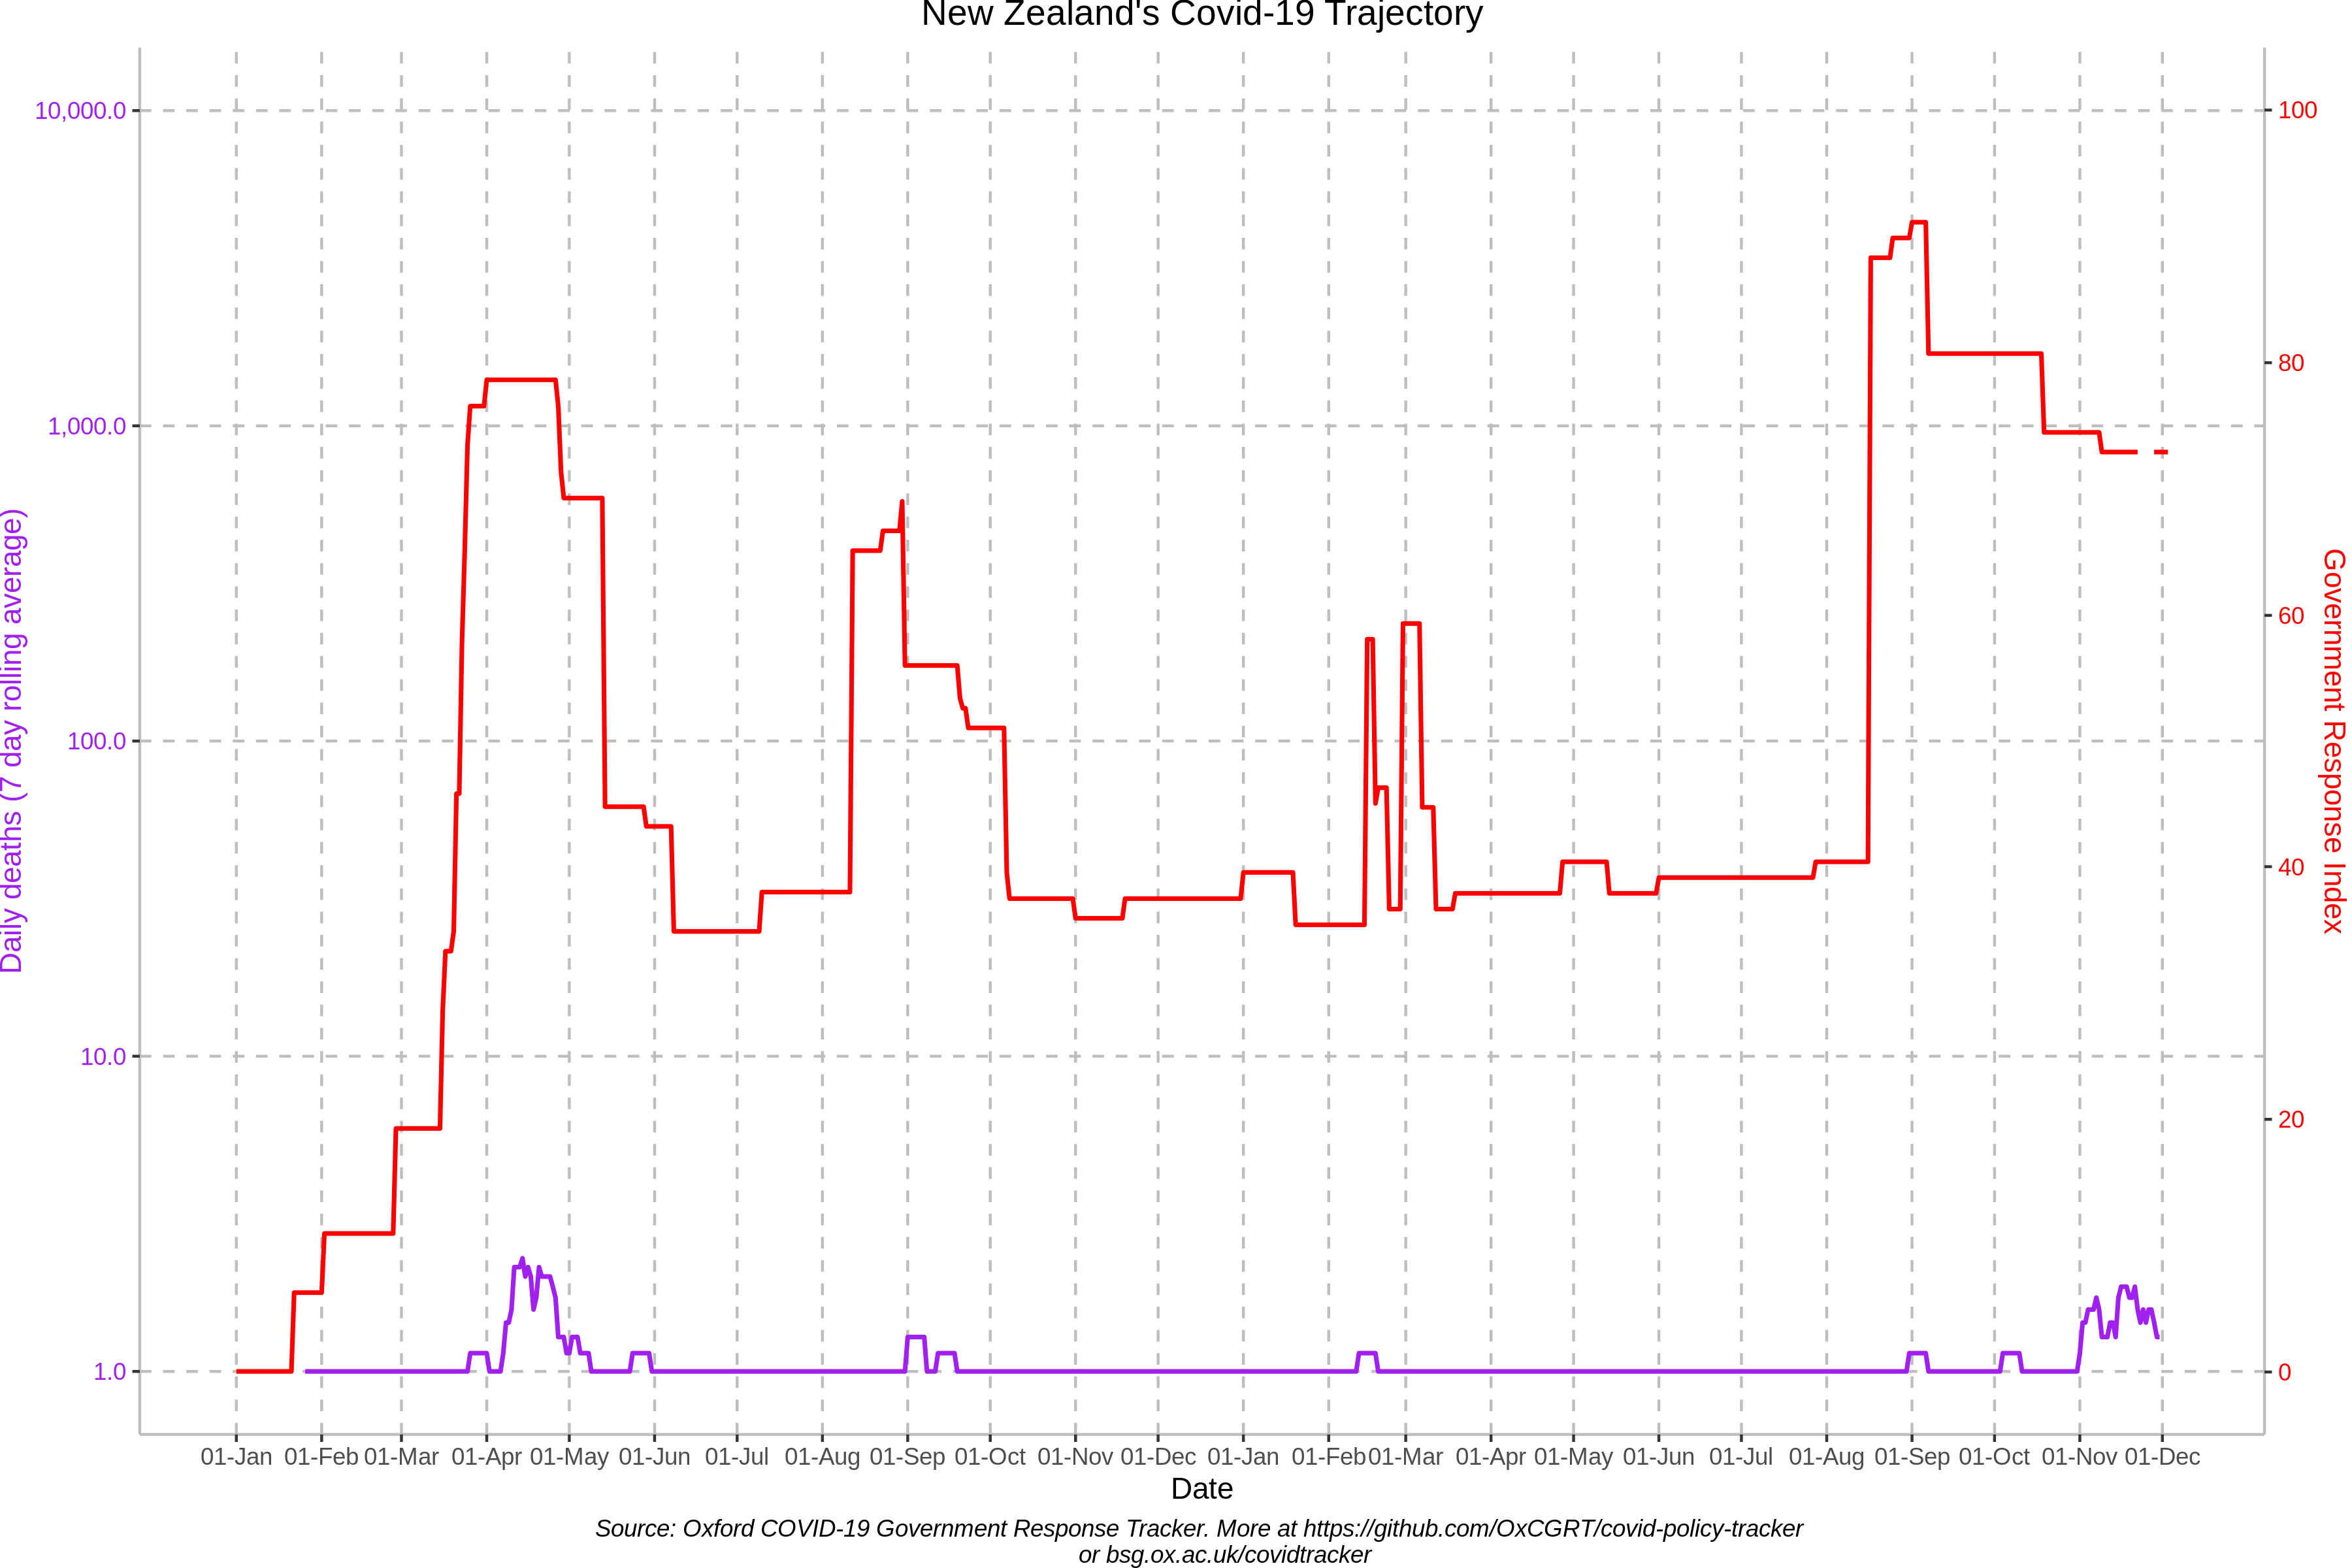 New Zealand's Covid-19 Trajectory
10,000.0
1,000.0
100.0
10.0
1.0
Daily deaths (7 day rolling average)
100
80
60
40
20
0
Government Response Index
01-Jan 01-Feb 01-Mar 01-Apr 01-May 01-Jun 01-Jul 01-Aug 01-Sep 01-Oct 01-Nov 01-Dec 01-Jan 01-Feb 01-Mar 01-Apr 01-May 01-Jun 01-Jul 01-Aug 01-Sep 01-Oct 01-Nov 01-Dec
Date
Source: Oxford COVID-19 Government Response Tracker. More at https://github.com/OxCGRT/covid-policy-tracker
or bsg.ox.ac.uk/covidtracker